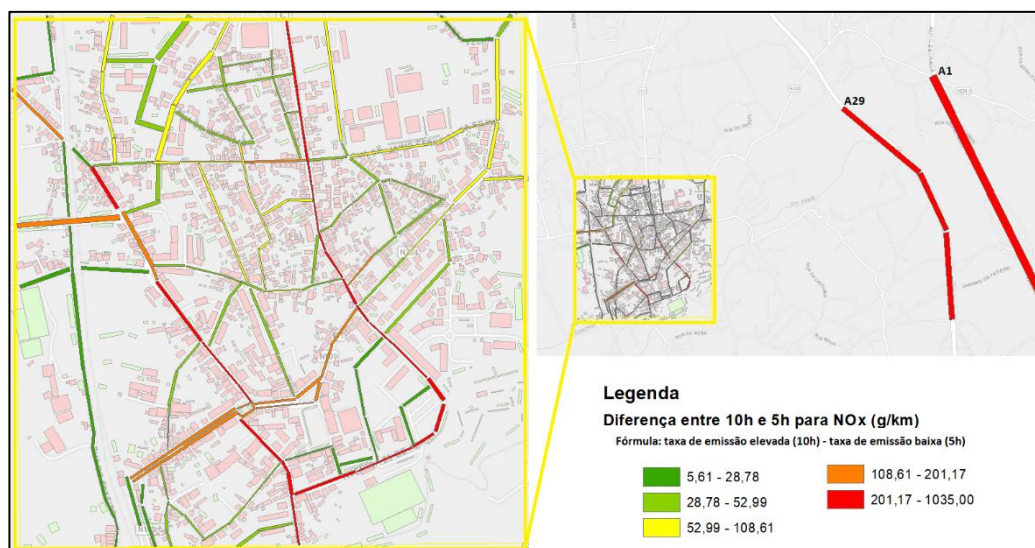 A1
A29
Legenda
Diferença entre 10h e 5h para NOx (g/km)
Fórmula: taxa de emissão elevada (10h) - taxa de emissão baixa (5h)
5,61 - 28,78
28,78 - 52,99
52,99 - 108,61
108,61 - 201,17
201,17 - 1035,00